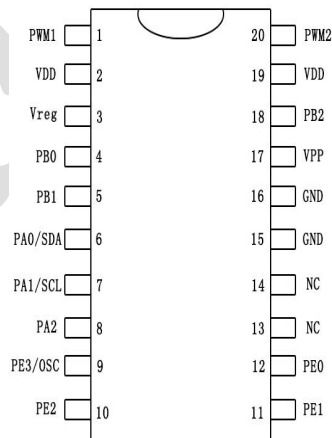 PWM1 1 20 PWM2
VDD 2 19 VDD
Vreg 3 18 PB2
PB0 4 17 VPP
PB1 5 16 GND
PA0/SDA 6 15 GND
PA1/SCL 7 14 NC
PA2 8 13 NC
PE3/OSC 9 12 PE0
PE2 10 11 PE1